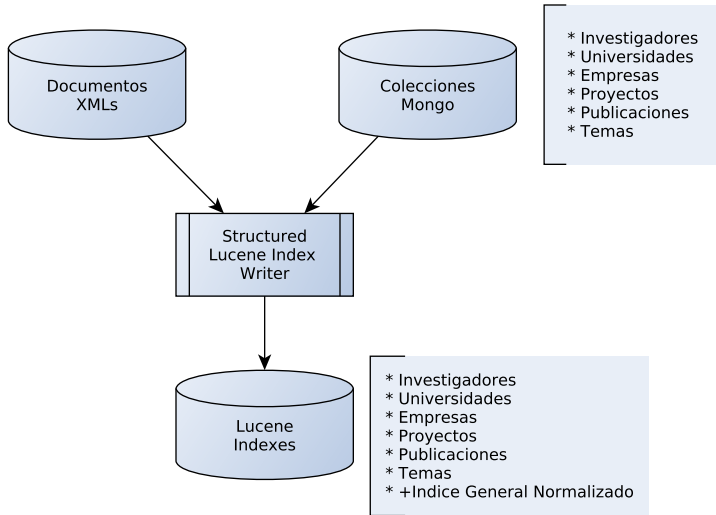 Documentos
XMLs
Colecciones
Mongo
* Investigadores
* Universidades
* Empresas
* Proyectos
* Publicaciones
* Temas
Structured
Lucene Index
Writer
Lucene
Indexes
* Investigadores
* Universidades
* Empresas
* Proyectos
* Publicaciones
* Temas
* +Indice General Normalizado